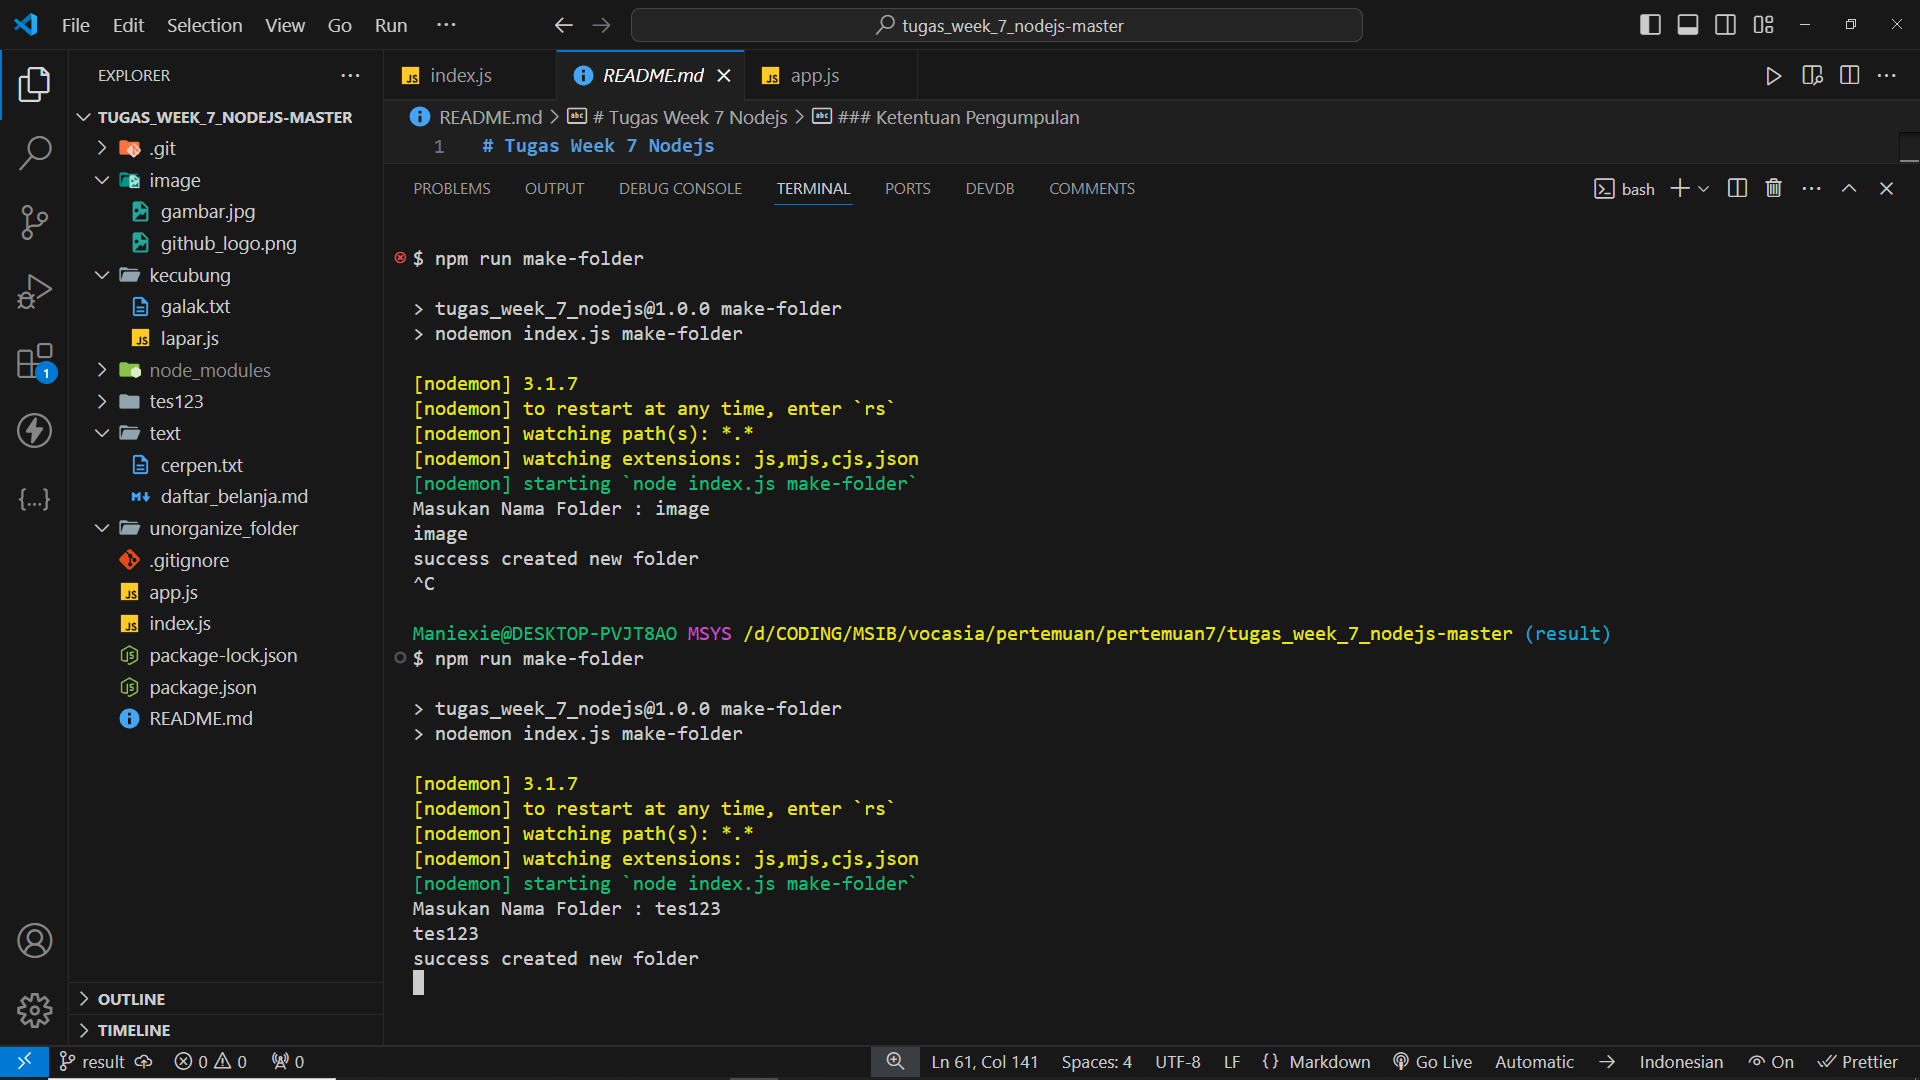 File Edit Selection View Go Run ··· tugas_week_7_nodejs-master
EXPLORER ···
TUGAS_WEEK_7_NODEJS-MASTER
.git
image
gambar.jpg
github_logo.png
kecubung
galak.txt
JS lapar.js
node_modules
tes123
text
cerpen.txt
daftar_belanja.md
unorganize_folder
.gitignore
JS app.js
JS index.js
package-lock.json
package.json
README.md
1
{...}
OUTLINE
TIMELINE
JS index.js README.md JS app.js
README.md > # Tugas Week 7 Nodejs > ### Ketentuan Pengumpulan
1 # Tugas Week 7 Nodejs
PROBLEMS OUTPUT DEBUG CONSOLE TERMINAL PORTS DEVDB COMMENTS bash
$ npm run make-folder
> tugas_week_7_nodejs@1.0.0 make-folder
> nodemon index.js make-folder
[nodemon] 3.1.7
[nodemon] to restart at any time, enter `rs`
[nodemon] watching path(s): *.*
[nodemon] watching extensions: js,mjs,cjs,json
[nodemon] starting `node index.js make-folder`
Masukan Nama Folder : image
image
success created new folder
^C
Maniexie@DESKTOP-PVJT8AO MSYS /d/CODING/MSIB/vocasia/pertemuan/pertemuan7/tugas_week_7_nodejs-master (result)
$ npm run make-folder
> tugas_week_7_nodejs@1.0.0 make-folder
> nodemon index.js make-folder
[nodemon] 3.1.7
[nodemon] to restart at any time, enter `rs`
[nodemon] watching path(s): *.*
[nodemon] watching extensions: js,mjs,cjs,json
[nodemon] starting `node index.js make-folder`
Masukan Nama Folder : tes123
tes123
success created new folder
result 0 0 0 Ln 61, Col 141 Spaces: 4 UTF-8 LF {} Markdown Go Live Automatic → Indonesian On Prettier